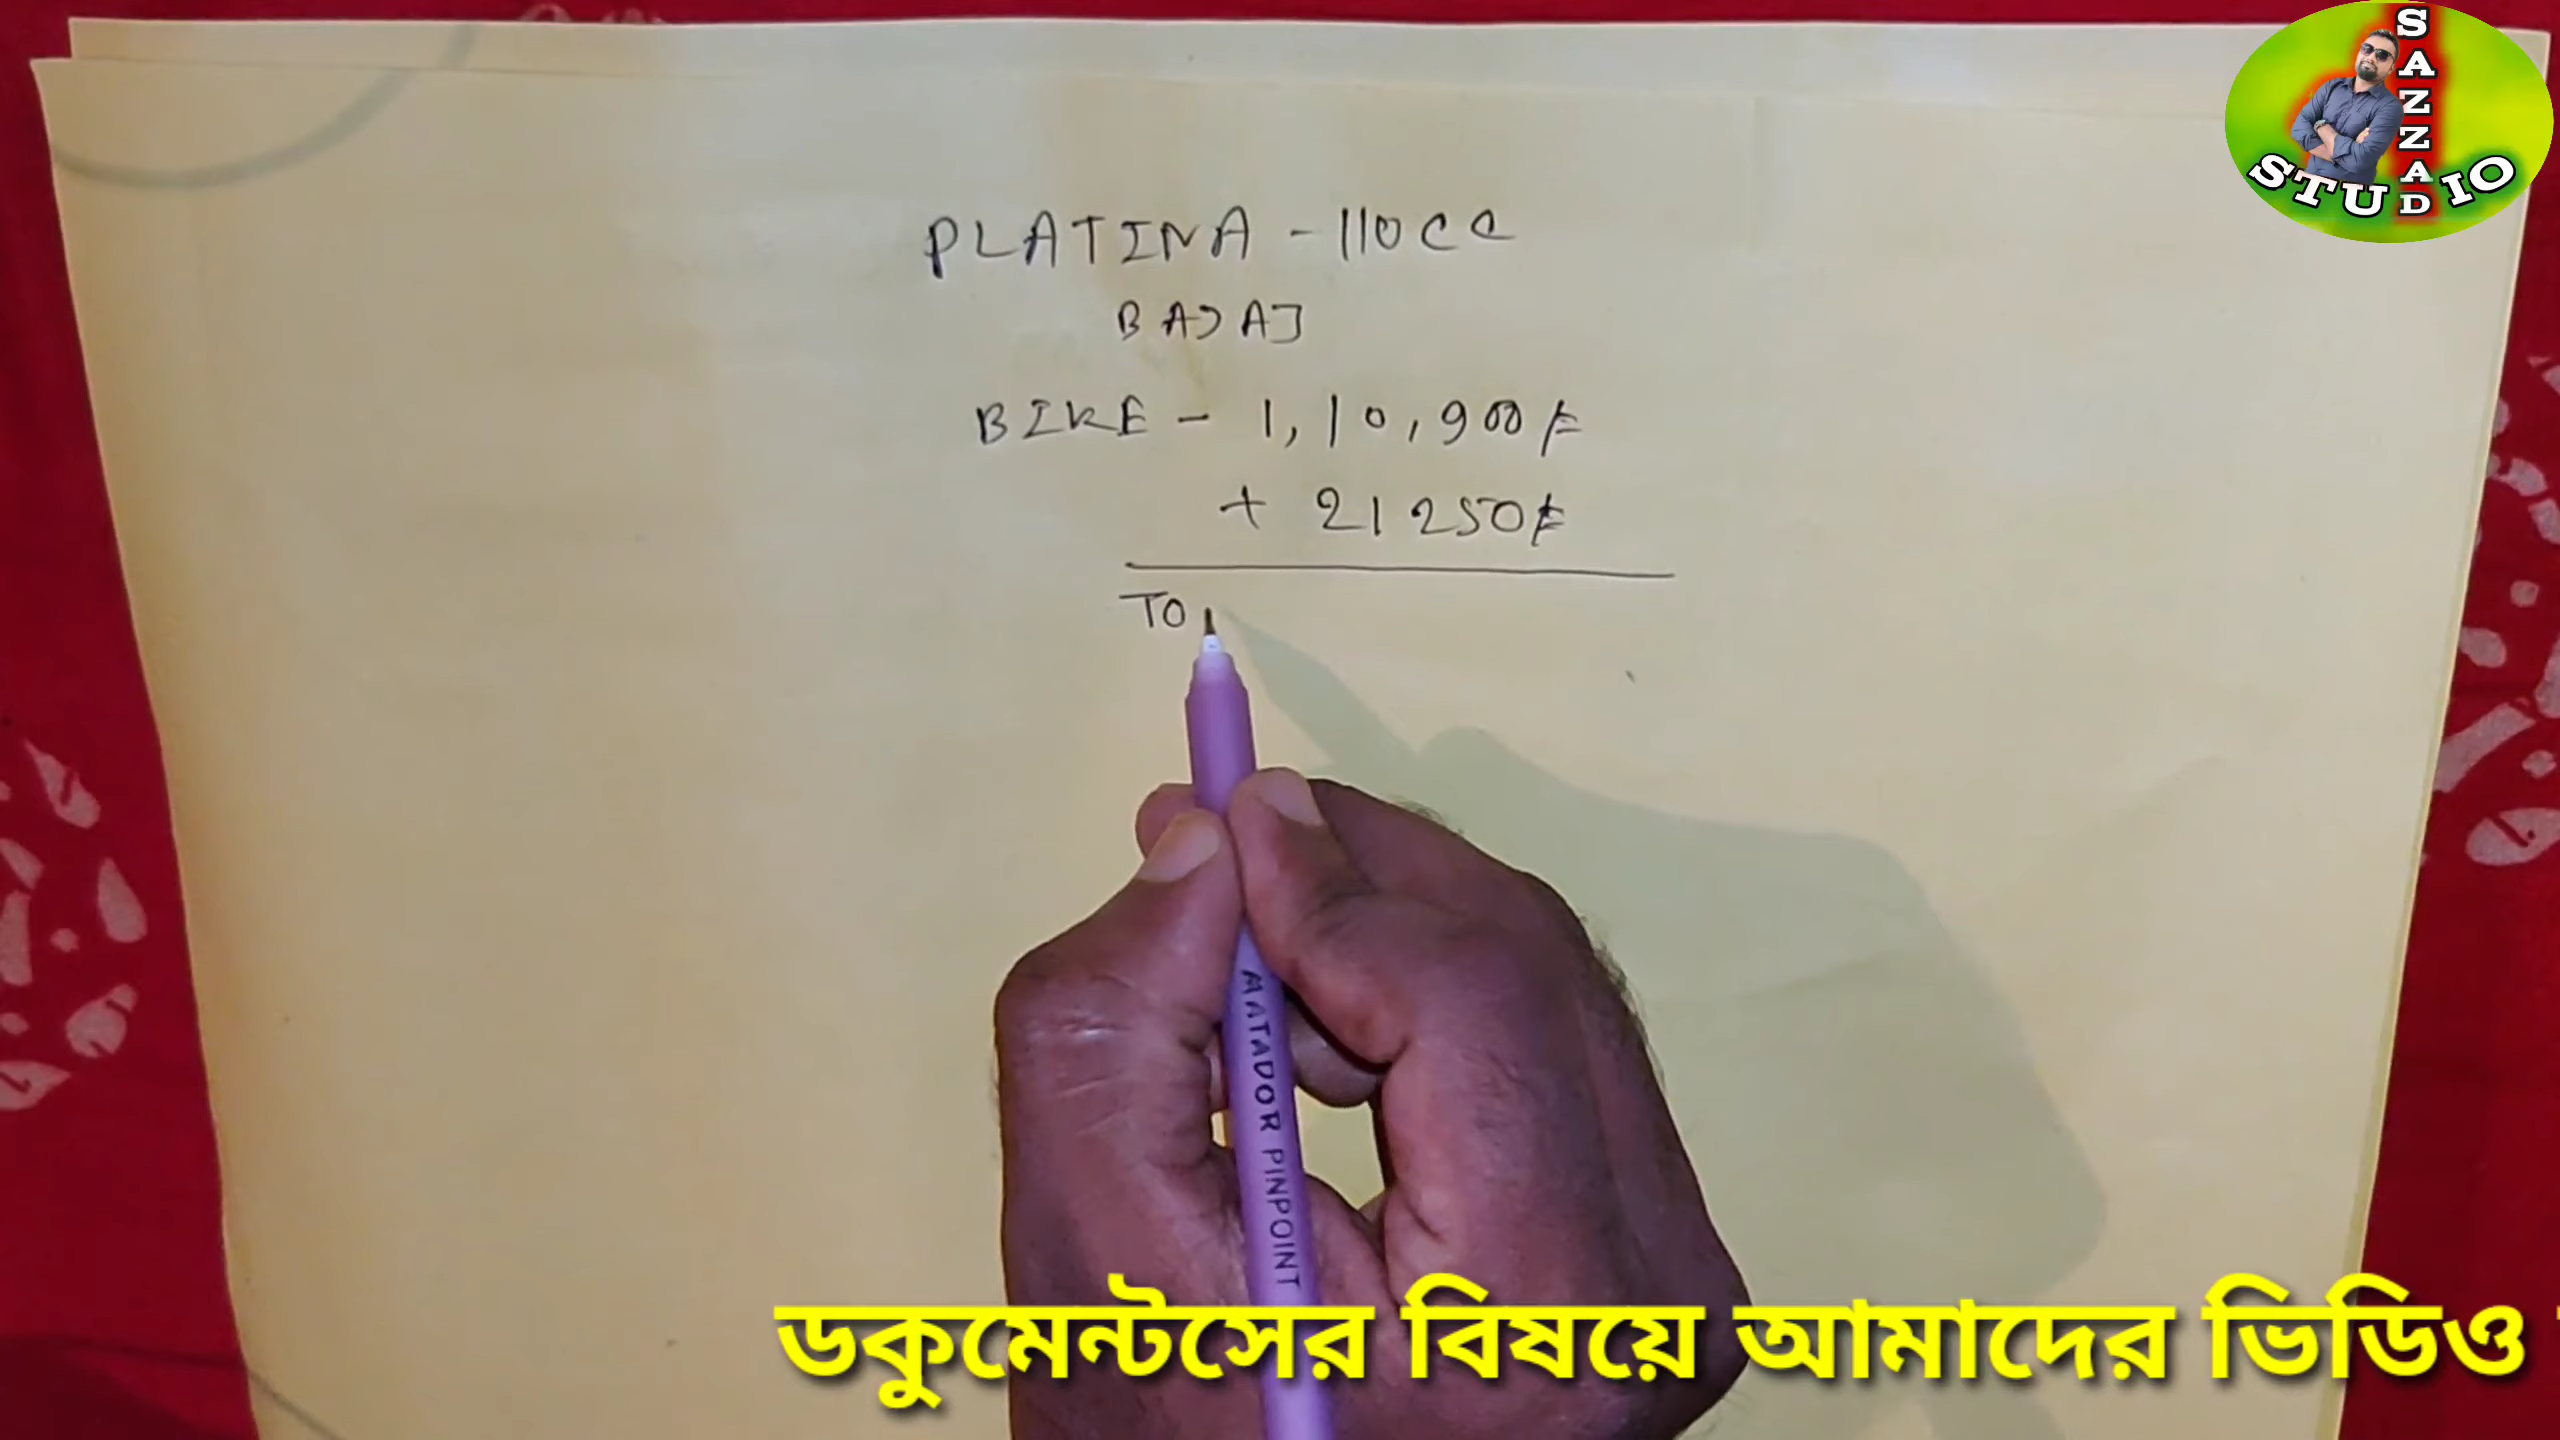 PLATINA - 110CC
BAJAJ
BIKE - 1,10,900/=
+ 21250/=
TO
MATADOR PINPOINT
ডকুমেন্টসের বিষয়ে আমাদের ভিডিও
SAZZAD
STUDIO